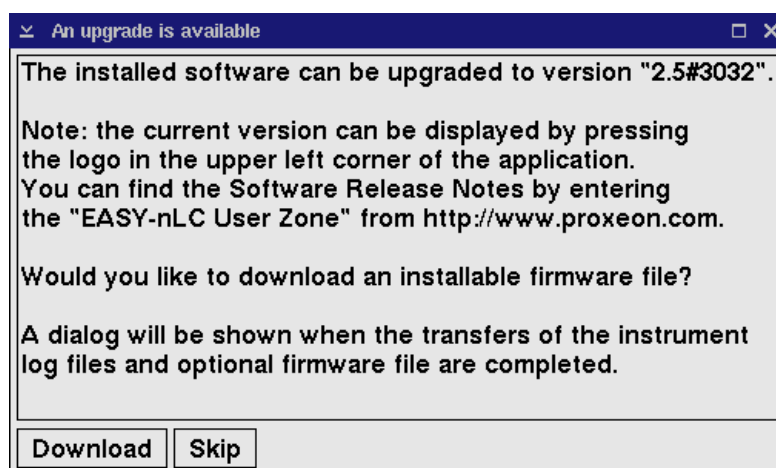 An upgrade is available
The installed software can be upgraded to version "2.5#3032".
Note: the current version can be displayed by pressing
the logo in the upper left corner of the application.
You can find the Software Release Notes by entering
the "EASY-nLC User Zone" from http://www.proxeon.com.
Would you like to download an installable firmware file?
A dialog will be shown when the transfers of the instrument
log files and optional firmware file are completed.
Download Skip